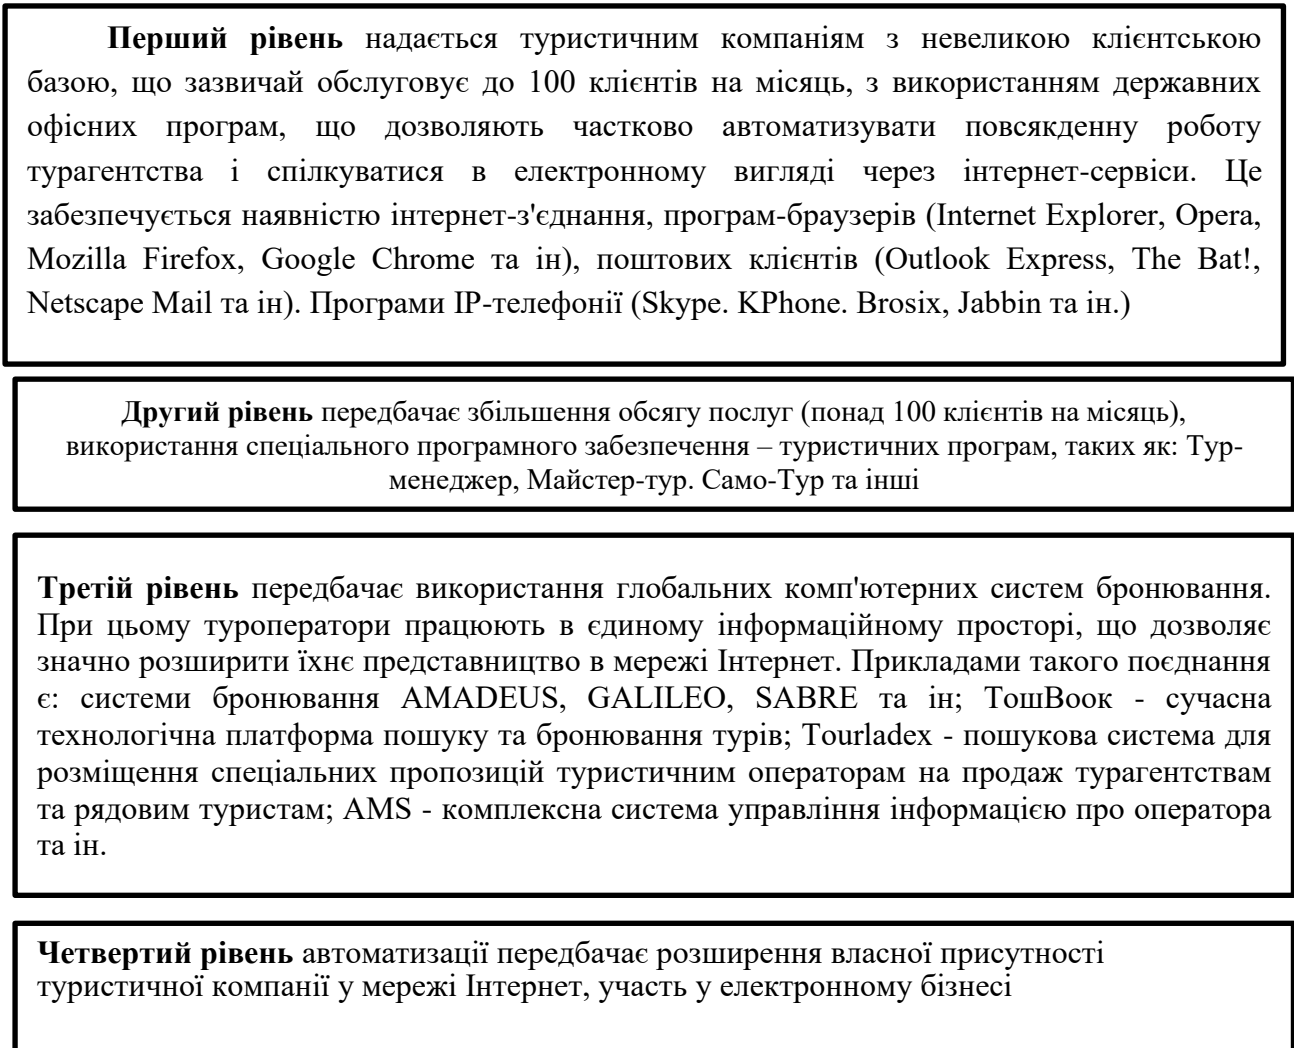 Перший рівень надається туристичним компаніям з невеликою клієнтською
базою, що зазвичай обслуговує до 100 клієнтів на місяць, з використанням державних
офісних програм, що дозволяють частково автоматизувати повсякденну роботу
турагентства і спілкуватися в електронному вигляді через інтернет-сервіси. Це
забезпечується наявністю інтернет-з'єднання, програм-браузерів (Internet Explorer, Opera,
Mozilla Firefox, Google Chrome та ін), поштових клієнтів (Outlook Express, The Bat!,
Netscape Mail та ін). Програми IP-телефонії (Skype. KPhone. Brosix, Jabbin та ін.)
Другий рівень передбачає збільшення обсягу послуг (понад 100 клієнтів на місяць),
використання спеціального програмного забезпечення – туристичних програм, таких як: Тур-
менеджер, Майстер-тур. Само-Тур та інші
Третій рівень передбачає використання глобальних комп'ютерних систем бронювання.
При цьому туроператори працюють в єдиному інформаційному просторі, що дозволяє
значно розширити їхнє представництво в мережі Інтернет. Прикладами такого поєднання
є: системи бронювання AMADEUS, GALILEO, SABRE та ін; ТошВоок - сучасна
технологічна платформа пошуку та бронювання турів; Tourladex - пошукова система для
розміщення спеціальних пропозицій туристичним операторам на продаж турагентствам
та рядовим туристам; AMS - комплексна система управління інформацією про оператора
та ін.
Четвертий рівень автоматизації передбачає розширення власної присутності
туристичної компанії у мережі Інтернет, участь у електронному бізнесі